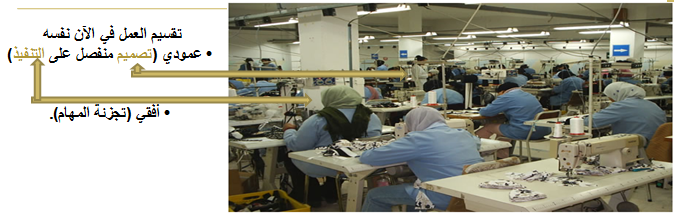 تقسيم العمل في الآن نفسه
• عمودي (تصميم منفصل على التنفيذ)
• أفقي (تجزئة المهام).